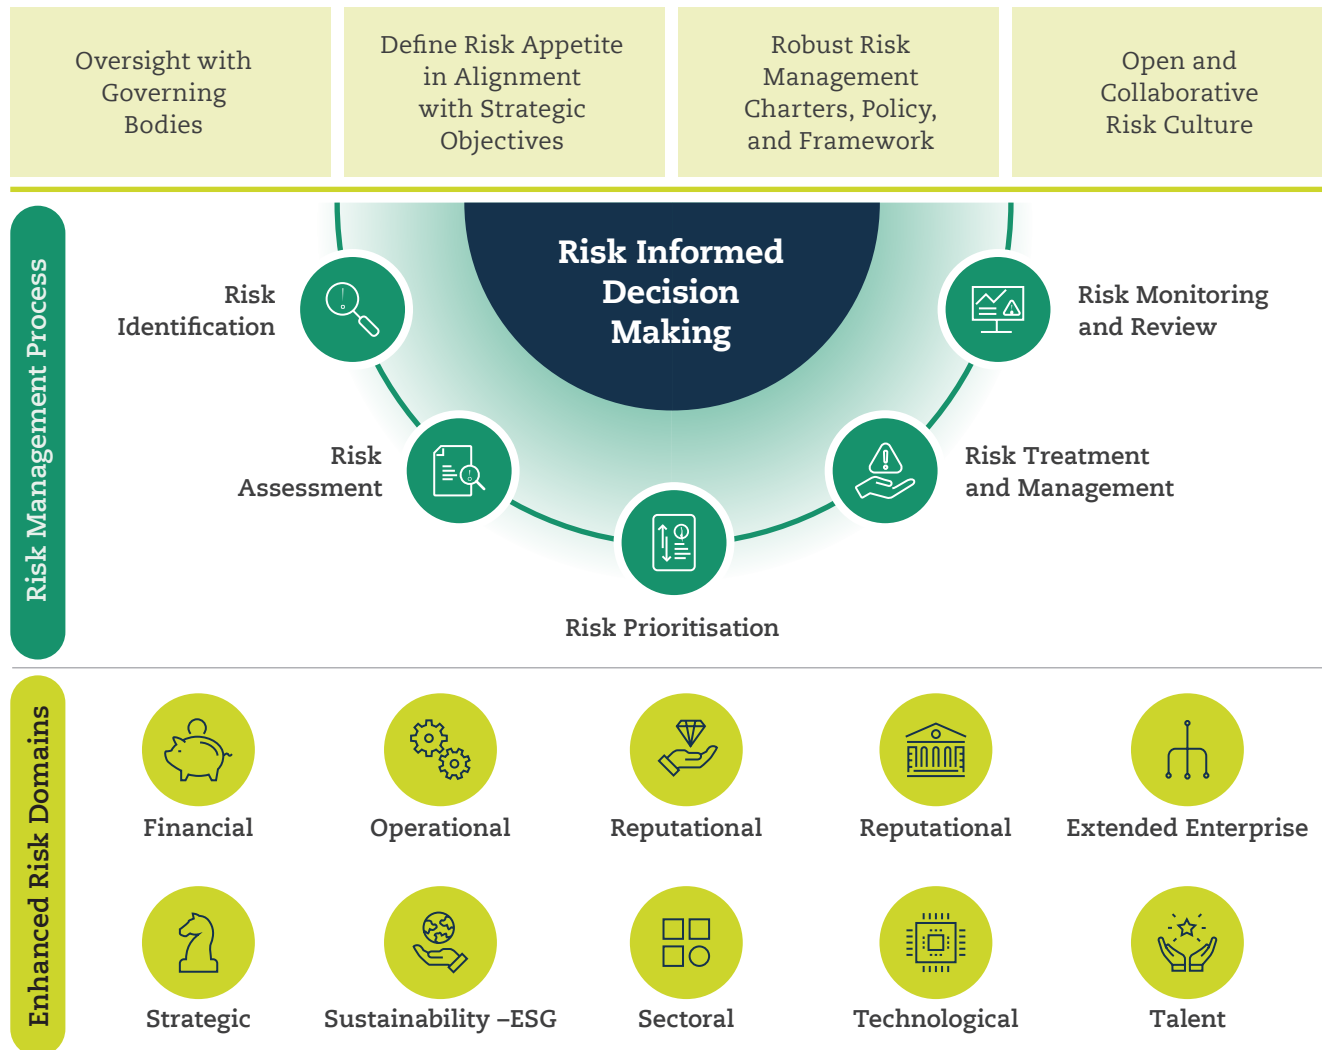 Oversight with
Governing
Bodies
Define Risk Appetite
in Alignment
with Strategic
Objectives
Robust Risk
Management
Charters, Policy,
and Framework
Open and
Collaborative
Risk Culture
Risk Management Process
Risk Informed
Decision
Making
Risk
Identification
Risk Monitoring
and Review
Risk
Assessment
Risk Treatment
and Management
Risk Prioritisation
Enhanced Risk Domains
Financial
Operational
Reputational
Reputational
Extended Enterprise
Strategic
Sustainability –ESG
Sectoral
Technological
Talent